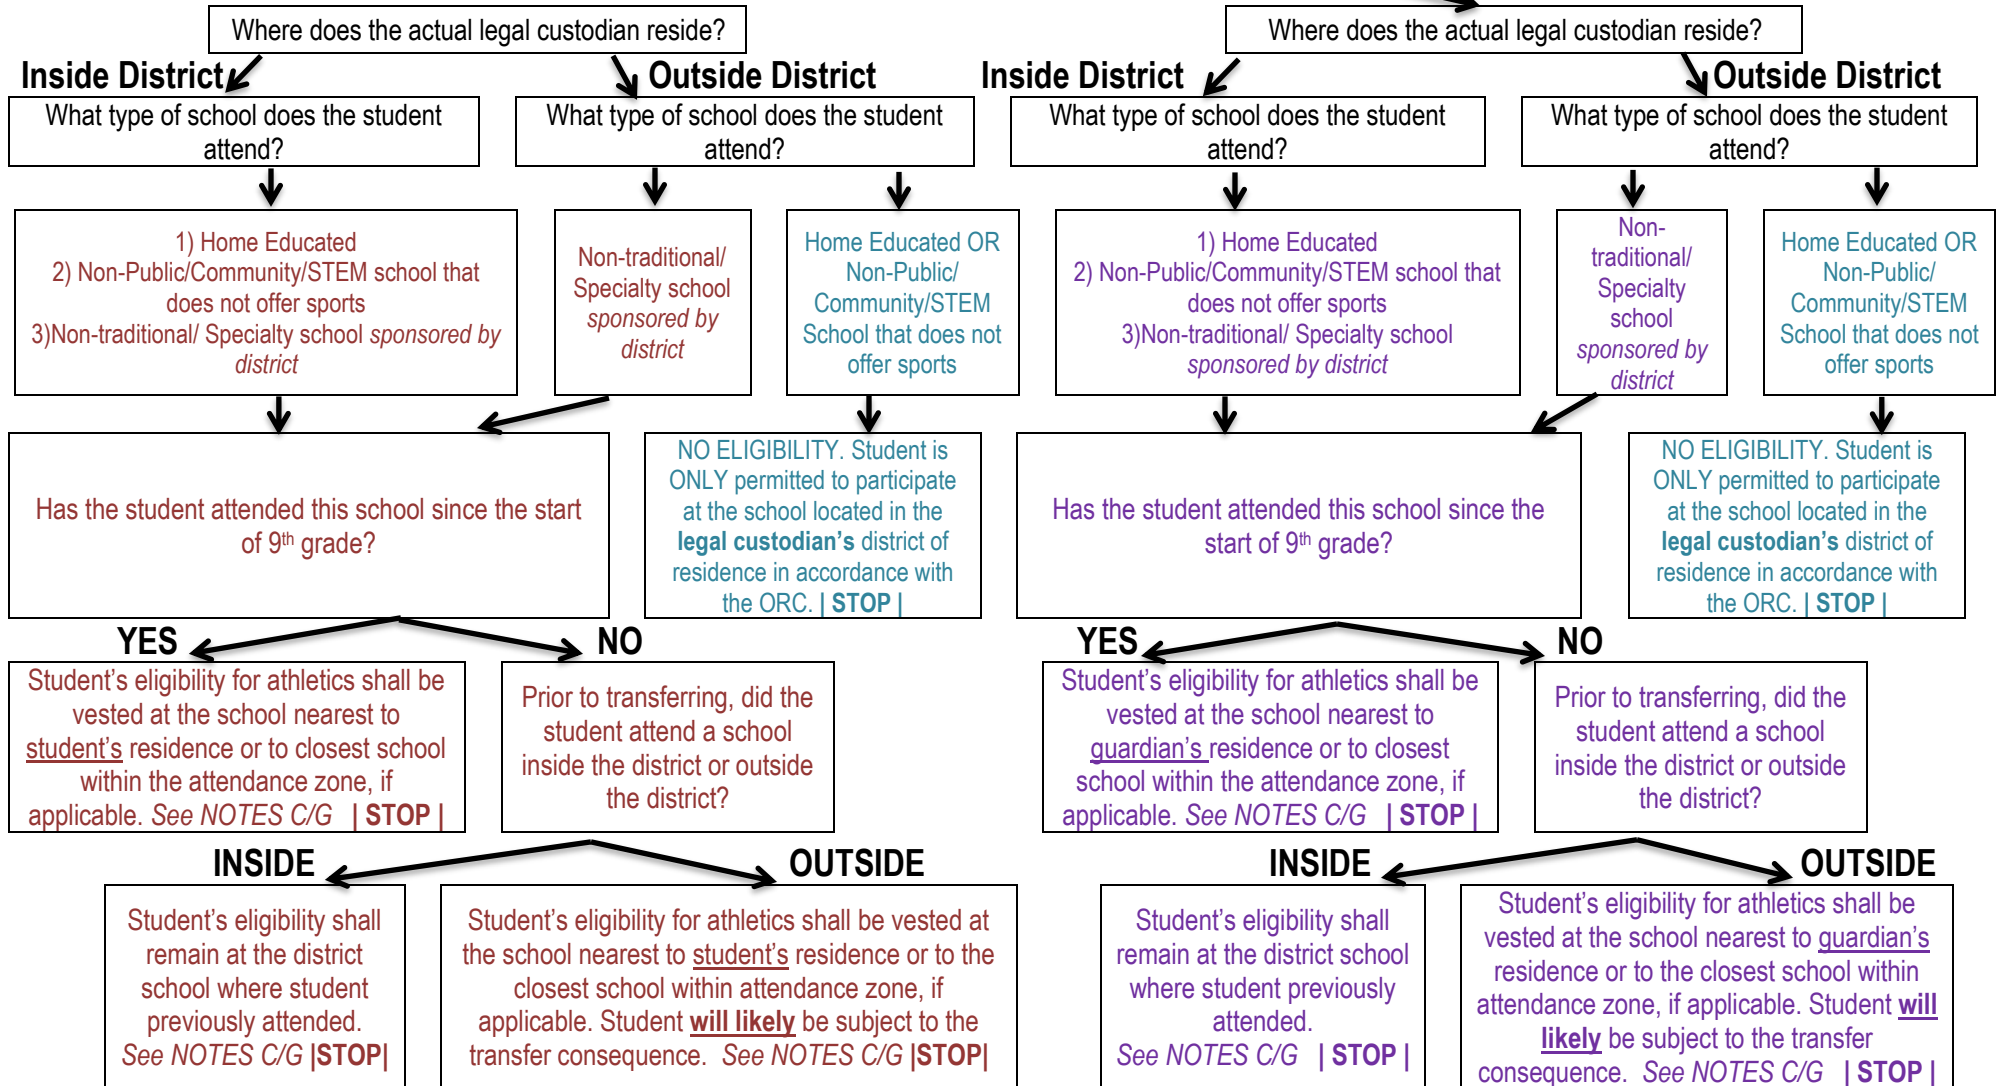 Where does the actual legal custodian reside?
Inside District
Outside District
What type of school does the student
attend?
What type of school does the student
attend?
1) Home Educated
2) Non-Public/Community/STEM school that
does not offer sports
3)Non-traditional/ Specialty school sponsored by
district
Non-traditional/
Specialty school
sponsored by
district
Home Educated OR
Non-Public/
Community/STEM
School that does not
offer sports
Has the student attended this school since the start
of 9th grade?
NO ELIGIBILITY. Student is
ONLY permitted to participate
at the school located in the
legal custodian's district of
residence in accordance with
the ORC. | STOP |
YES
NO
Student's eligibility for athletics shall be
vested at the school nearest to
student's residence or to closest school
within the attendance zone, if
applicable. See NOTES C/G | STOP |
Prior to transferring, did the
student attend a school
inside the district or outside
the district?
INSIDE
OUTSIDE
Student's eligibility shall
remain at the district
school where student
previously attended.
See NOTES C/G |STOP|
Student's eligibility for athletics shall be vested at
the school nearest to student's residence or to the
closest school within attendance zone, if
applicable. Student will likely be subject to the
transfer consequence. See NOTES C/G |STOP|
Where does the actual legal custodian reside?
Inside District
Outside District
What type of school does the student
attend?
What type of school does the student
attend?
1) Home Educated
2) Non-Public/Community/STEM school that
does not offer sports
3)Non-traditional/ Specialty school
sponsored by district
Non-
traditional/
Specialty
school
sponsored by
district
Home Educated OR
Non-Public/
Community/STEM
School that does not
offer sports
Has the student attended this school since the
start of 9th grade?
NO ELIGIBILITY. Student is
ONLY permitted to participate
at the school located in the
legal custodian's district of
residence in accordance with
the ORC. | STOP |
YES
NO
Student's eligibility for athletics shall be
vested at the school nearest to
guardian's residence or to closest
school within the attendance zone, if
applicable. See NOTES C/G | STOP |
Prior to transferring, did the
student attend a school
inside the district or outside
the district?
INSIDE
OUTSIDE
Student's eligibility shall
remain at the district school
where student previously
attended.
See NOTES C/G | STOP |
Student's eligibility for athletics shall be
vested at the school nearest to guardian's
residence or to the closest school within
attendance zone, if applicable. Student will
likely be subject to the transfer
consequence. See NOTES C/G | STOP |